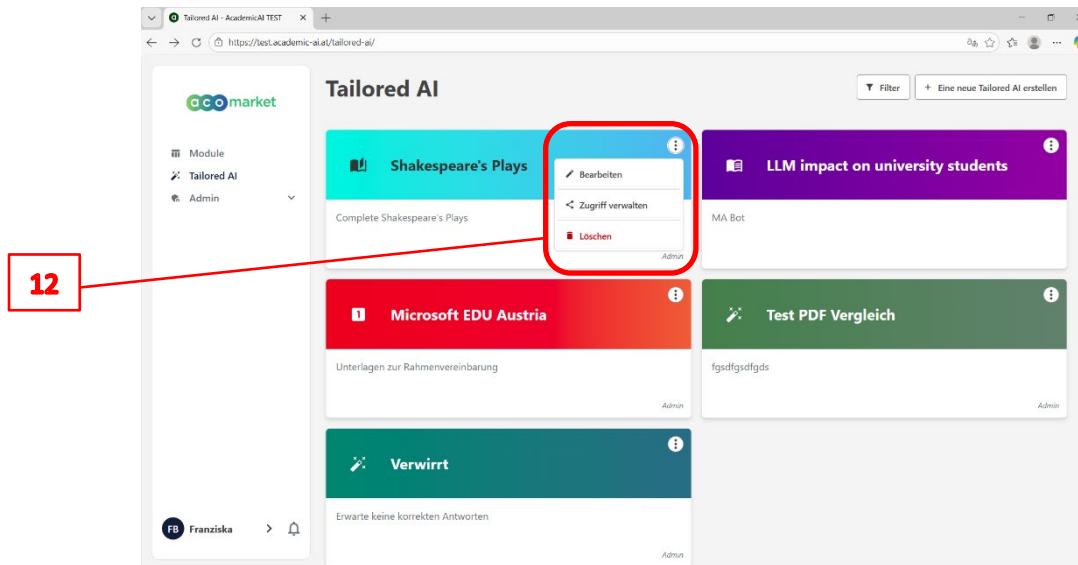 Tailored AI - AcademicAI TEST
https://test.academic-ai.at/tailored-ai/
acomarket
Module
Tailored AI
Admin
Tailored AI
Filter
+ Eine neue Tailored AI erstellen
Shakespeare's Plays
Complete Shakespeare's Plays
Admin
Bearbeiten
Zugriff verwalten
Löschen
LLM impact on university students
MA Bot
12
1
Microsoft EDU Austria
Unterlagen zur Rahmenvereinbarung
Admin
Test PDF Vergleich
fgsdfgsdfgds
Admin
Verwirrt
Erwarte keine korrekten Antworten
Admin
FB Franziska